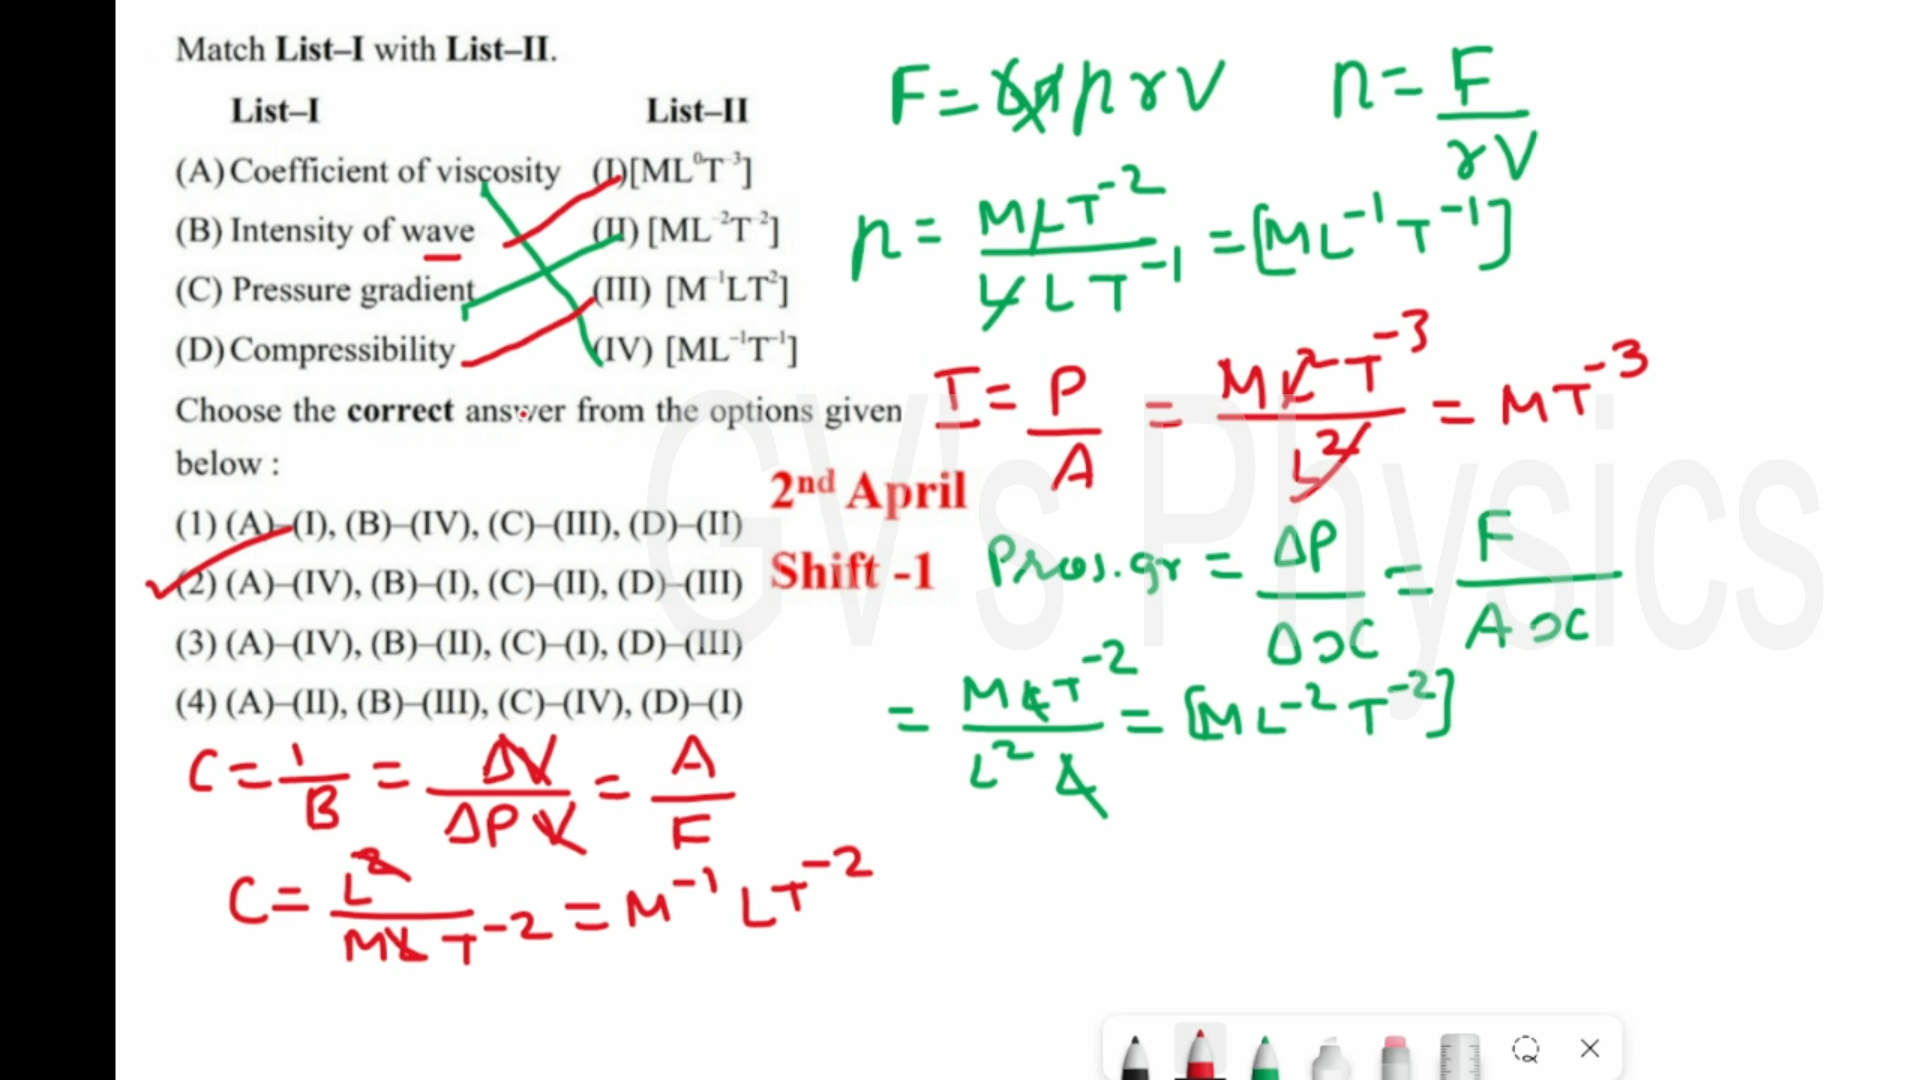 Match List–I with List–II.
List–I List–II
(A) Coefficient of viscosity (I)[ML⁰T⁻³]
(B) Intensity of wave (II) [ML⁻²T⁻²]
(C) Pressure gradient (III) [M⁻¹LT²]
(D) Compressibility (IV) [ML⁻¹T⁻¹]
Choose the correct answer from the options given
below :
(1) (A)–(I), (B)–(IV), (C)–(III), (D)–(II)
(2) (A)–(IV), (B)–(I), (C)–(II), (D)–(III)
(3) (A)–(IV), (B)–(II), (C)–(I), (D)–(III)
(4) (A)–(II), (B)–(III), (C)–(IV), (D)–(I)
2nd April
Shift -1
GV's Physics
F = η r V η = F / rV
η = MLT⁻² / L LT⁻¹ = [ML⁻¹T⁻¹]
I = P / A = ML²T⁻³ / L² = MT⁻³
Pres. gr = ΔP / Δx = F / A x
= MLT⁻² / L² L = [ML⁻²T⁻²]
C = 1 / B = ΔV / ΔP V = A / F
C = L² / MLT⁻² = M⁻¹ LT⁻²